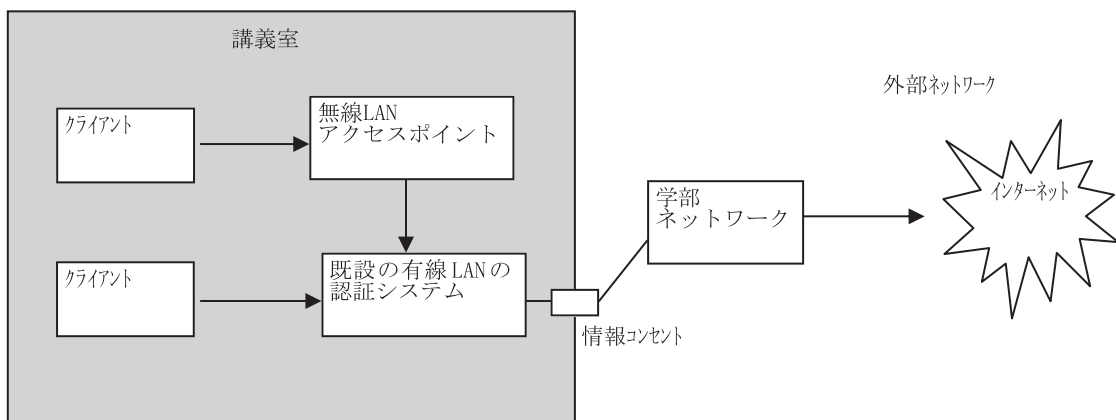 講義室
外部ネットワーク
クライアント
無線LAN
アクセスポイント
学部
ネットワーク
インターネット
クライアント
既設の有線LANの
認証システム
情報コンセント